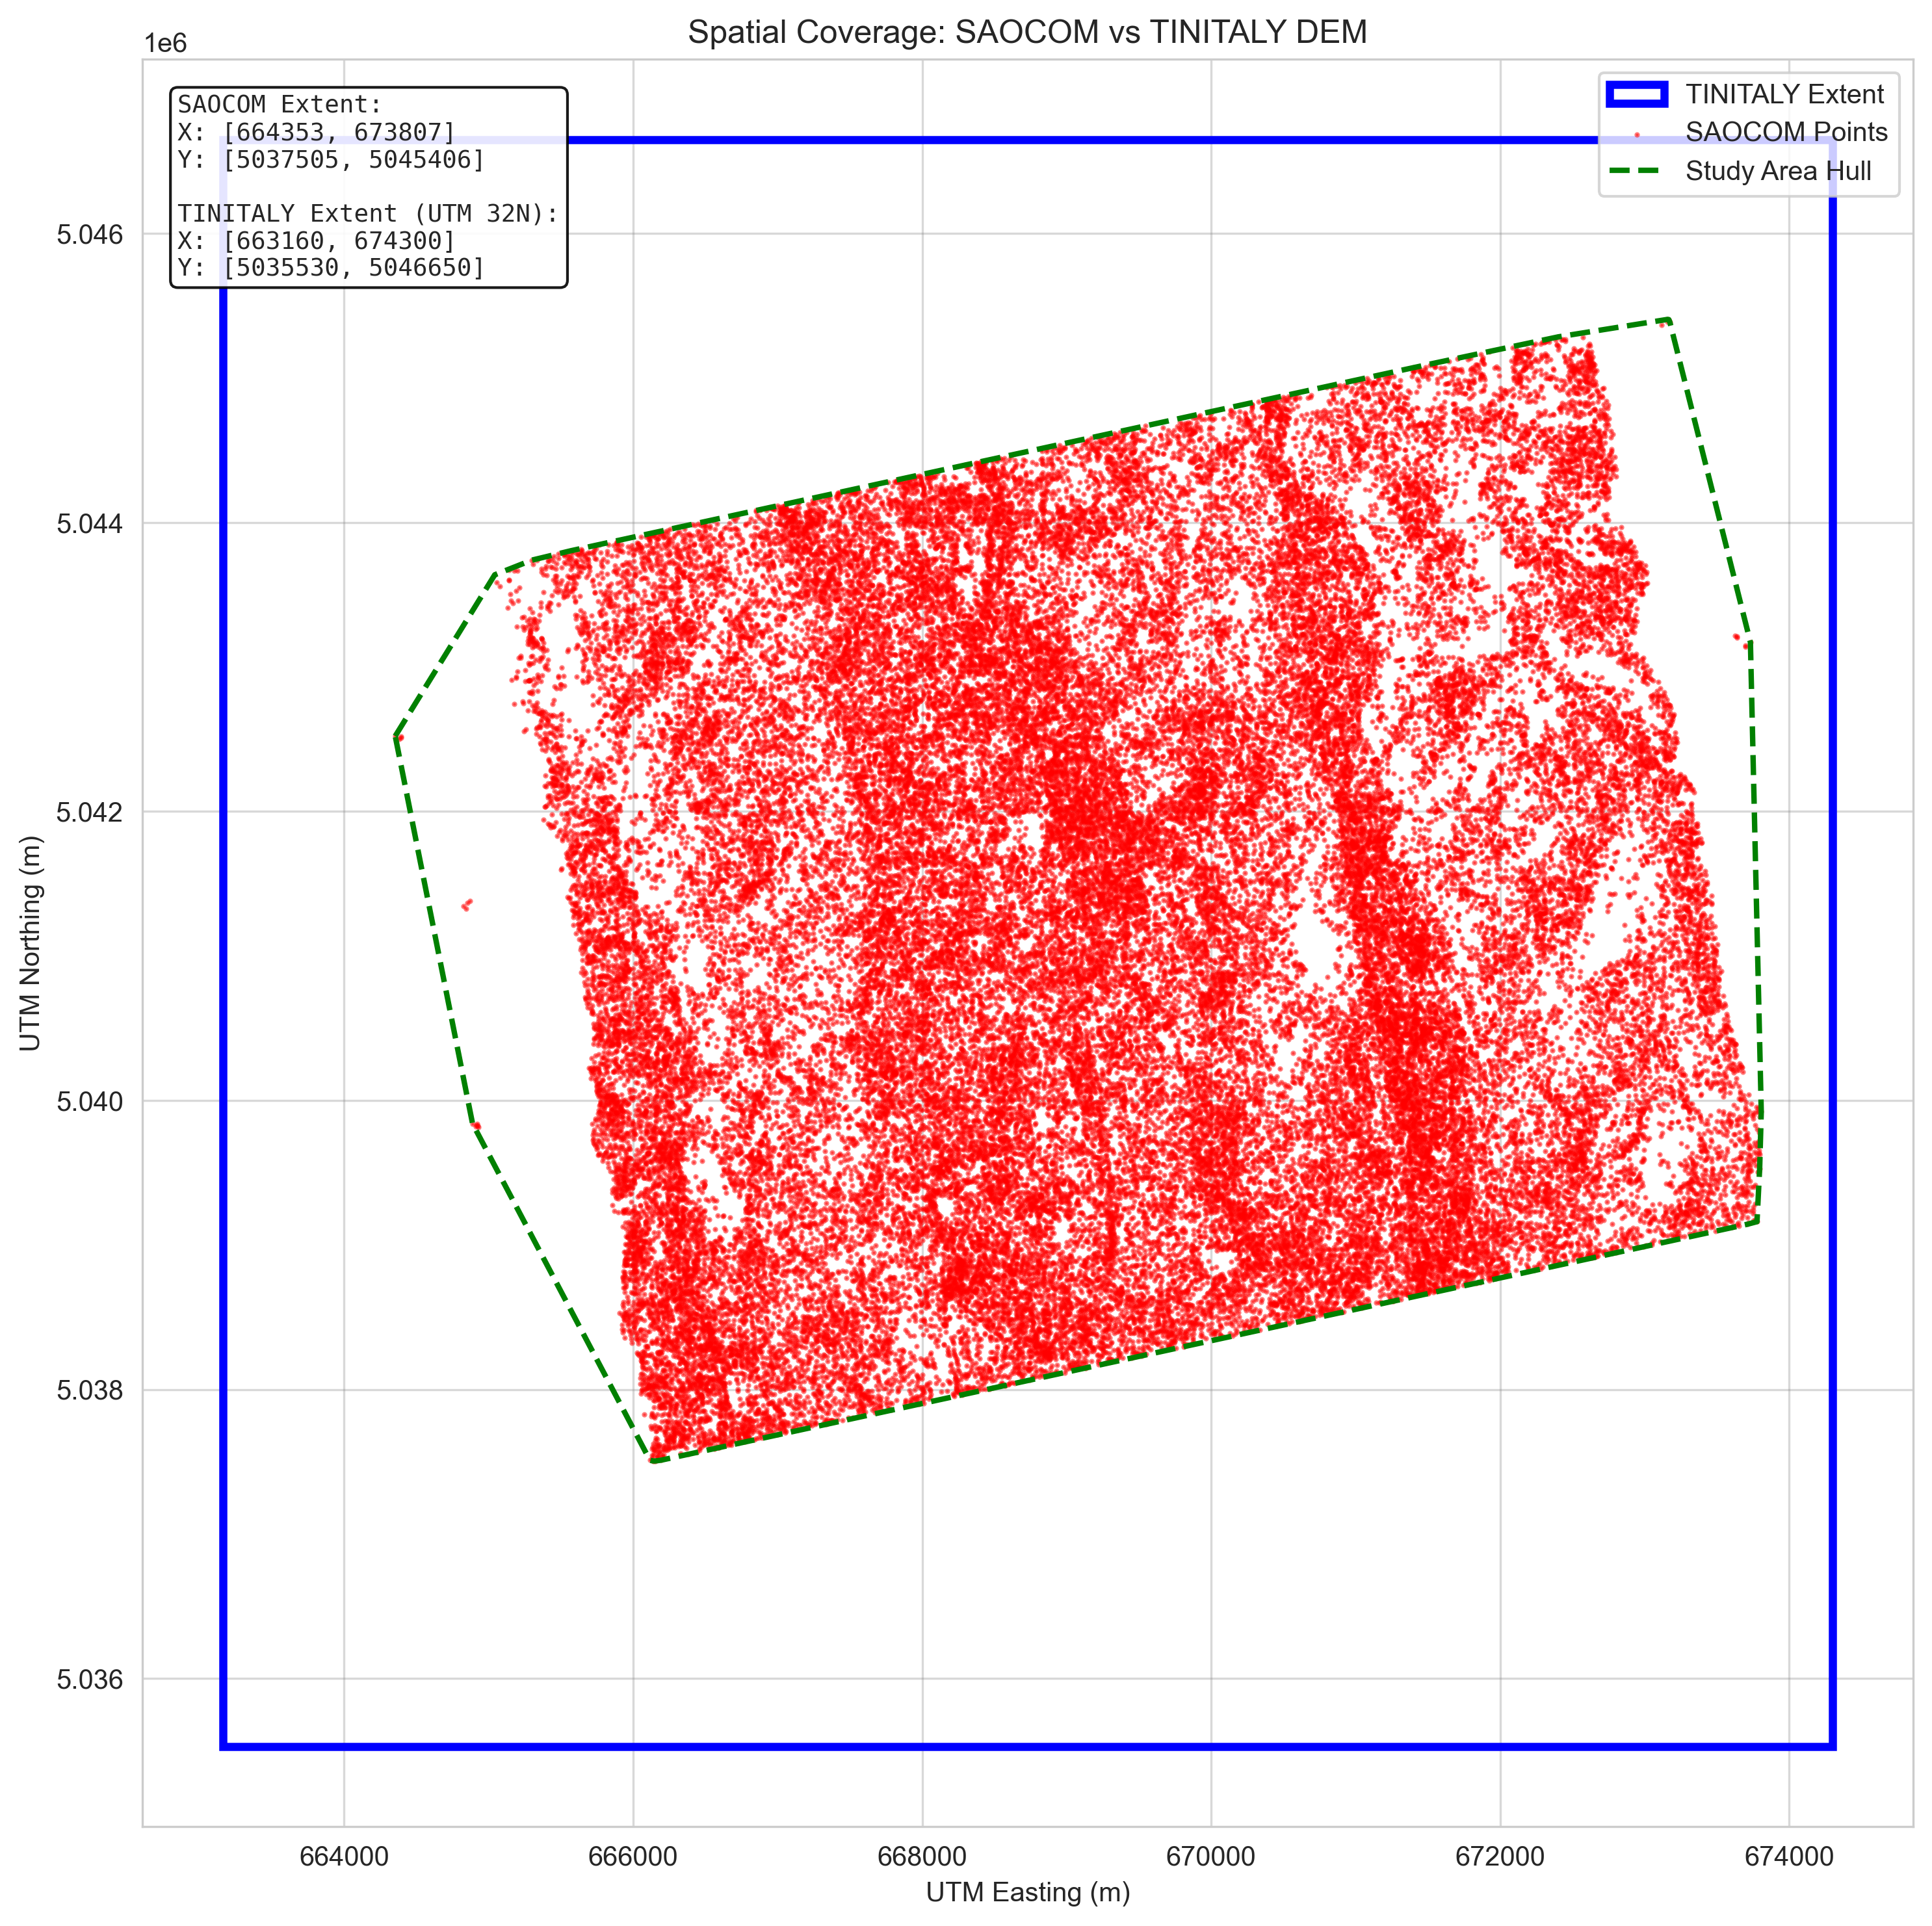 Spatial Coverage: SAOCOM vs TINITALY DEM
1e6
SAOCOM Extent:
X: [664353, 673807]
Y: [5037505, 5045406]
TINITALY Extent (UTM 32N):
X: [663160, 674300]
Y: [5035530, 5046650]
TINITALY Extent
SAOCOM Points
Study Area Hull
5.046
5.044
5.042
5.040
5.038
5.036
UTM Northing (m)
664000 666000 668000 670000 672000 674000
UTM Easting (m)